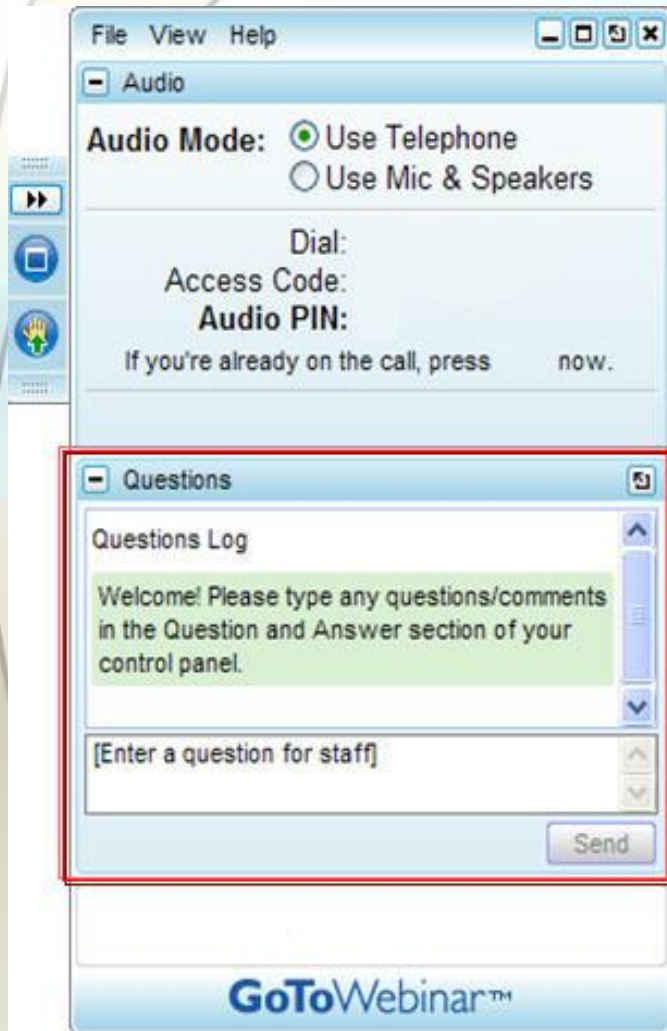 File View Help
Audio
Audio Mode: Use Telephone
Use Mic & Speakers
Dial:
Access Code:
Audio PIN:
If you're already on the call, press now.
Questions
Questions Log
Welcome! Please type any questions/comments
in the Question and Answer section of your
control panel.
[Enter a question for staff]
Send
GoToWebinar™